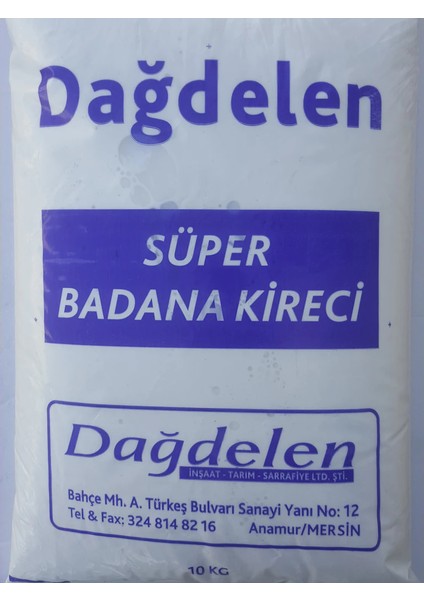 Dağdelen
SÜPER
BADANA KİRECİ
Dağdelen
İNŞAAT - TARIM - SARRAFİYE LTD. ŞTİ.
Bahçe Mh. A. Türkeş Bulvarı Sanayi Yanı No: 12
Tel & Fax: 324 814 82 16 Anamur/MERSİN
10 KG